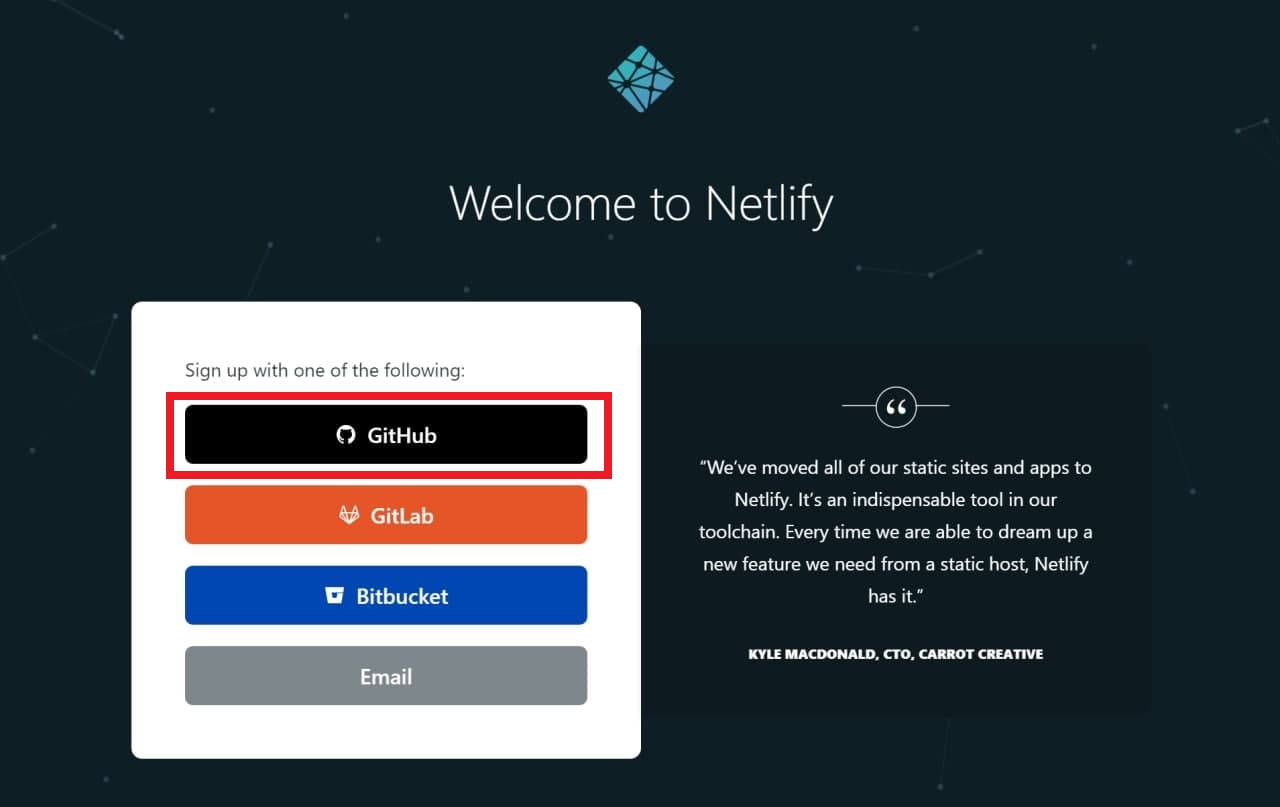 Welcome to Netlify
Sign up with one of the following:
GitHub
GitLab
Bitbucket
Email
“We’ve moved all of our static sites and apps to
Netlify. It’s an indispensable tool in our
toolchain. Every time we are able to dream up a
new feature we need from a static host, Netlify
has it.”
KYLE MACDONALD, CTO, CARROT CREATIVE